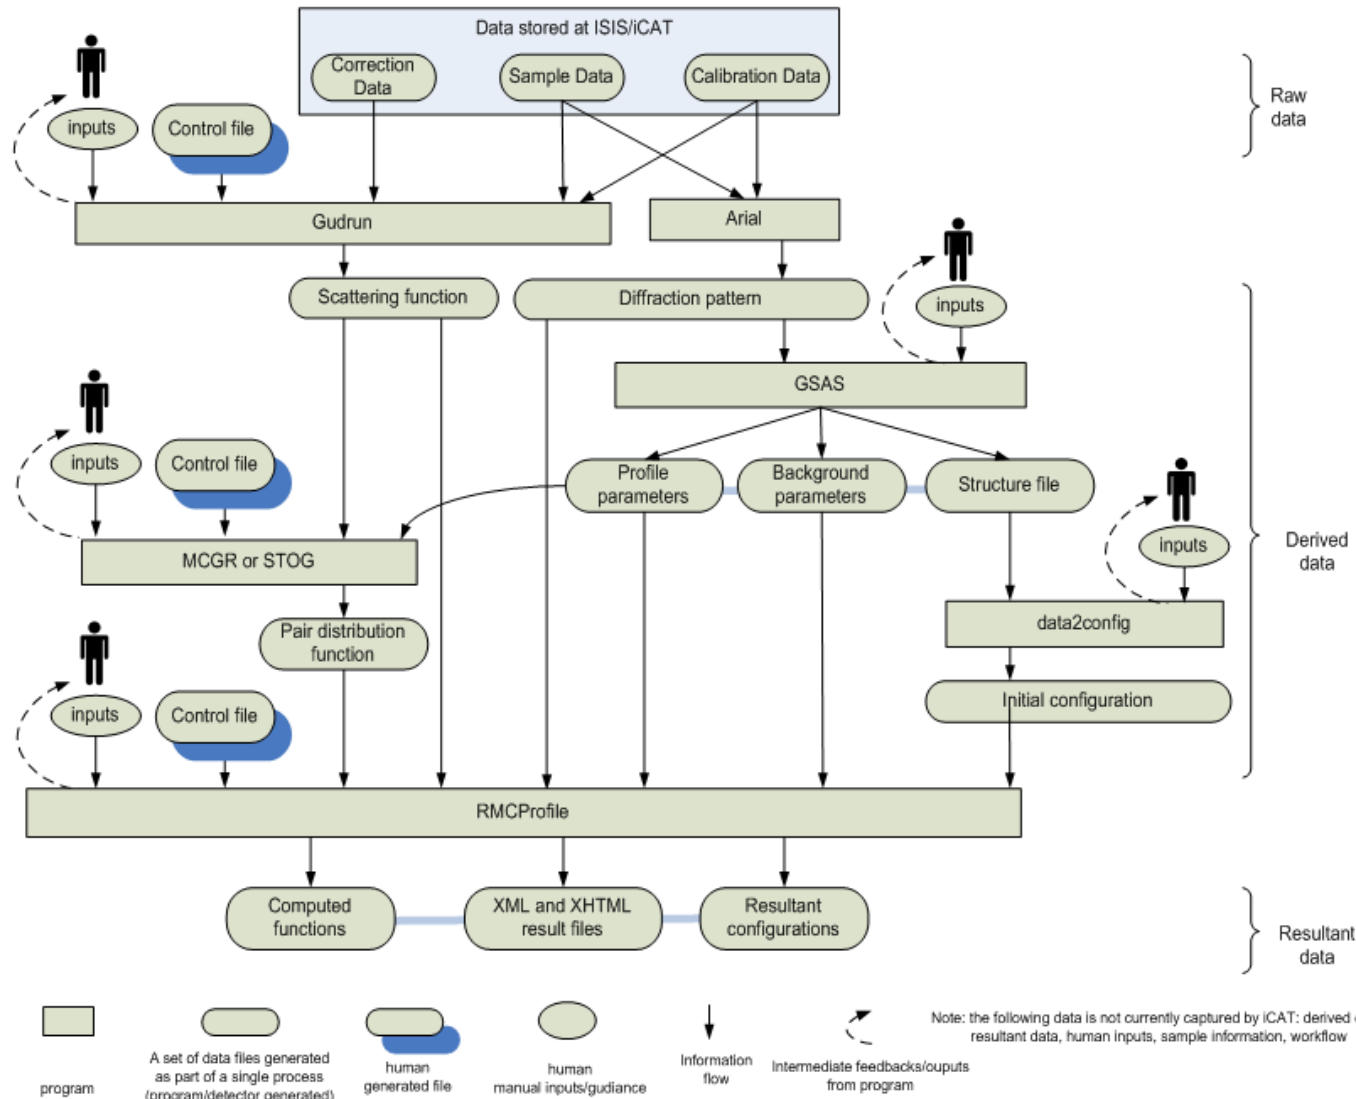 Data stored at ISIS/iCAT
Correction
Data
Sample Data
Calibration Data
Raw
data
inputs
Control file
Gudrun
Arial
Scattering function
Diffraction pattern
inputs
GSAS
inputs
Control file
Profile
parameters
Background
parameters
Structure file
inputs
Derived
data
MCGR or STOG
data2config
Pair distribution
function
Initial configuration
inputs
Control file
RMCProfile
Computed
functions
XML and XHTML
result files
Resultant
configurations
Resultant
data
program
A set of data files generated
as part of a single process
(program/detector generated)
human
generated file
human
manual inputs/gudiance
Information
flow
Intermediate feedbacks/ouputs
from program
Note: the following data is not currently captured by iCAT: derived
resultant data, human inputs, sample information, workflow